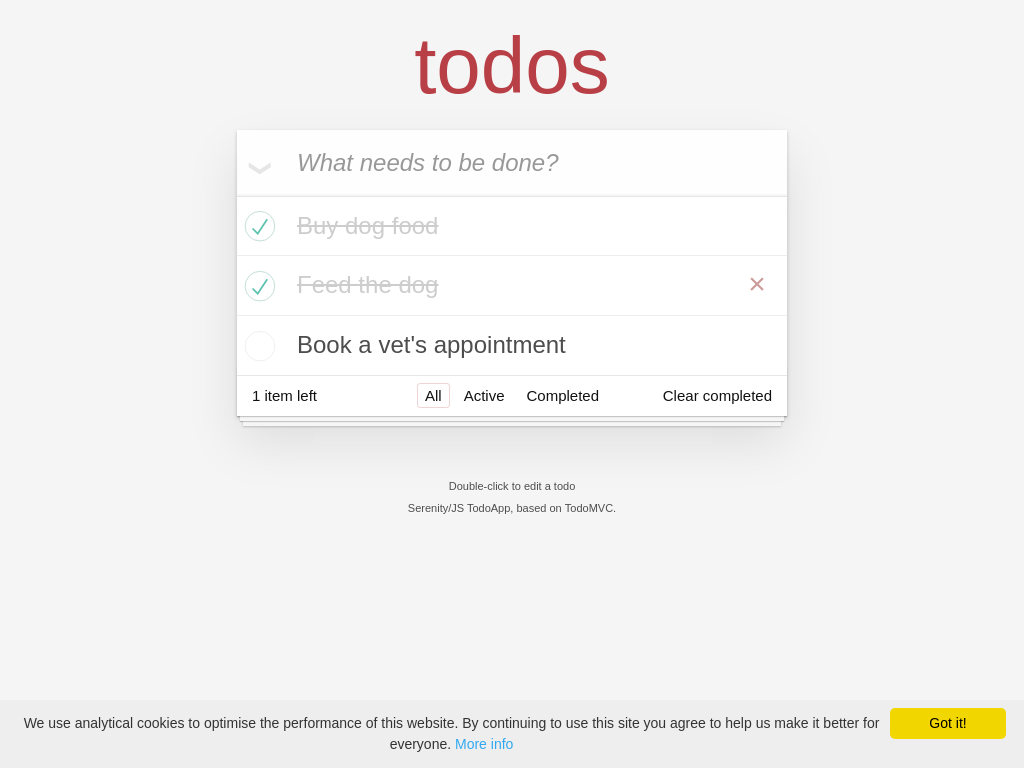 todos
What needs to be done?
Buy dog food
Feed the dog
Book a vet's appointment
1 item left All Active Completed Clear completed
Double-click to edit a todo
Serenity/JS TodoApp, based on TodoMVC.
We use analytical cookies to optimise the performance of this website. By continuing to use this site you agree to help us make it better for
everyone. More info
Got it!